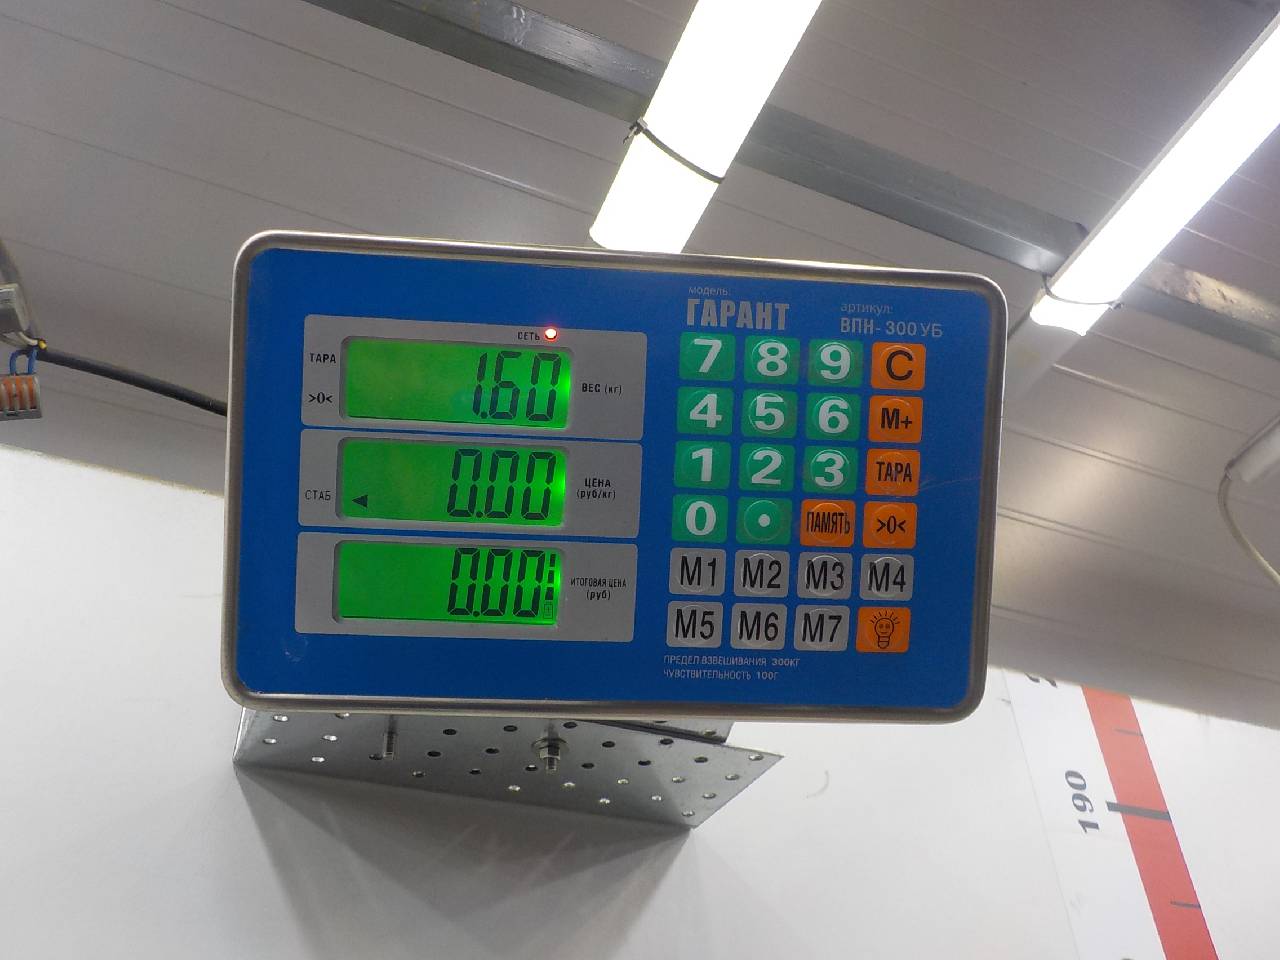 модель:
ГАРАНТ
артикул:
ВПН-300УБ
СЕТЬ
ТАРА
>0<
1.60
ВЕС (кг)
СТАБ
0.00
ЦЕНА
(руб/кг)
0.00
ИТОГОВАЯ ЦЕНА
(руб)
7 8 9 C
4 5 6 M+
1 2 3 ТАРА
0 . ПАМЯТЬ >0<
M1 M2 M3 M4
M5 M6 M7
ПРЕДЕЛ ВЗВЕШИВАНИЯ 300КГ
ЧУВСТВИТЕЛЬНОСТЬ 100Г
190